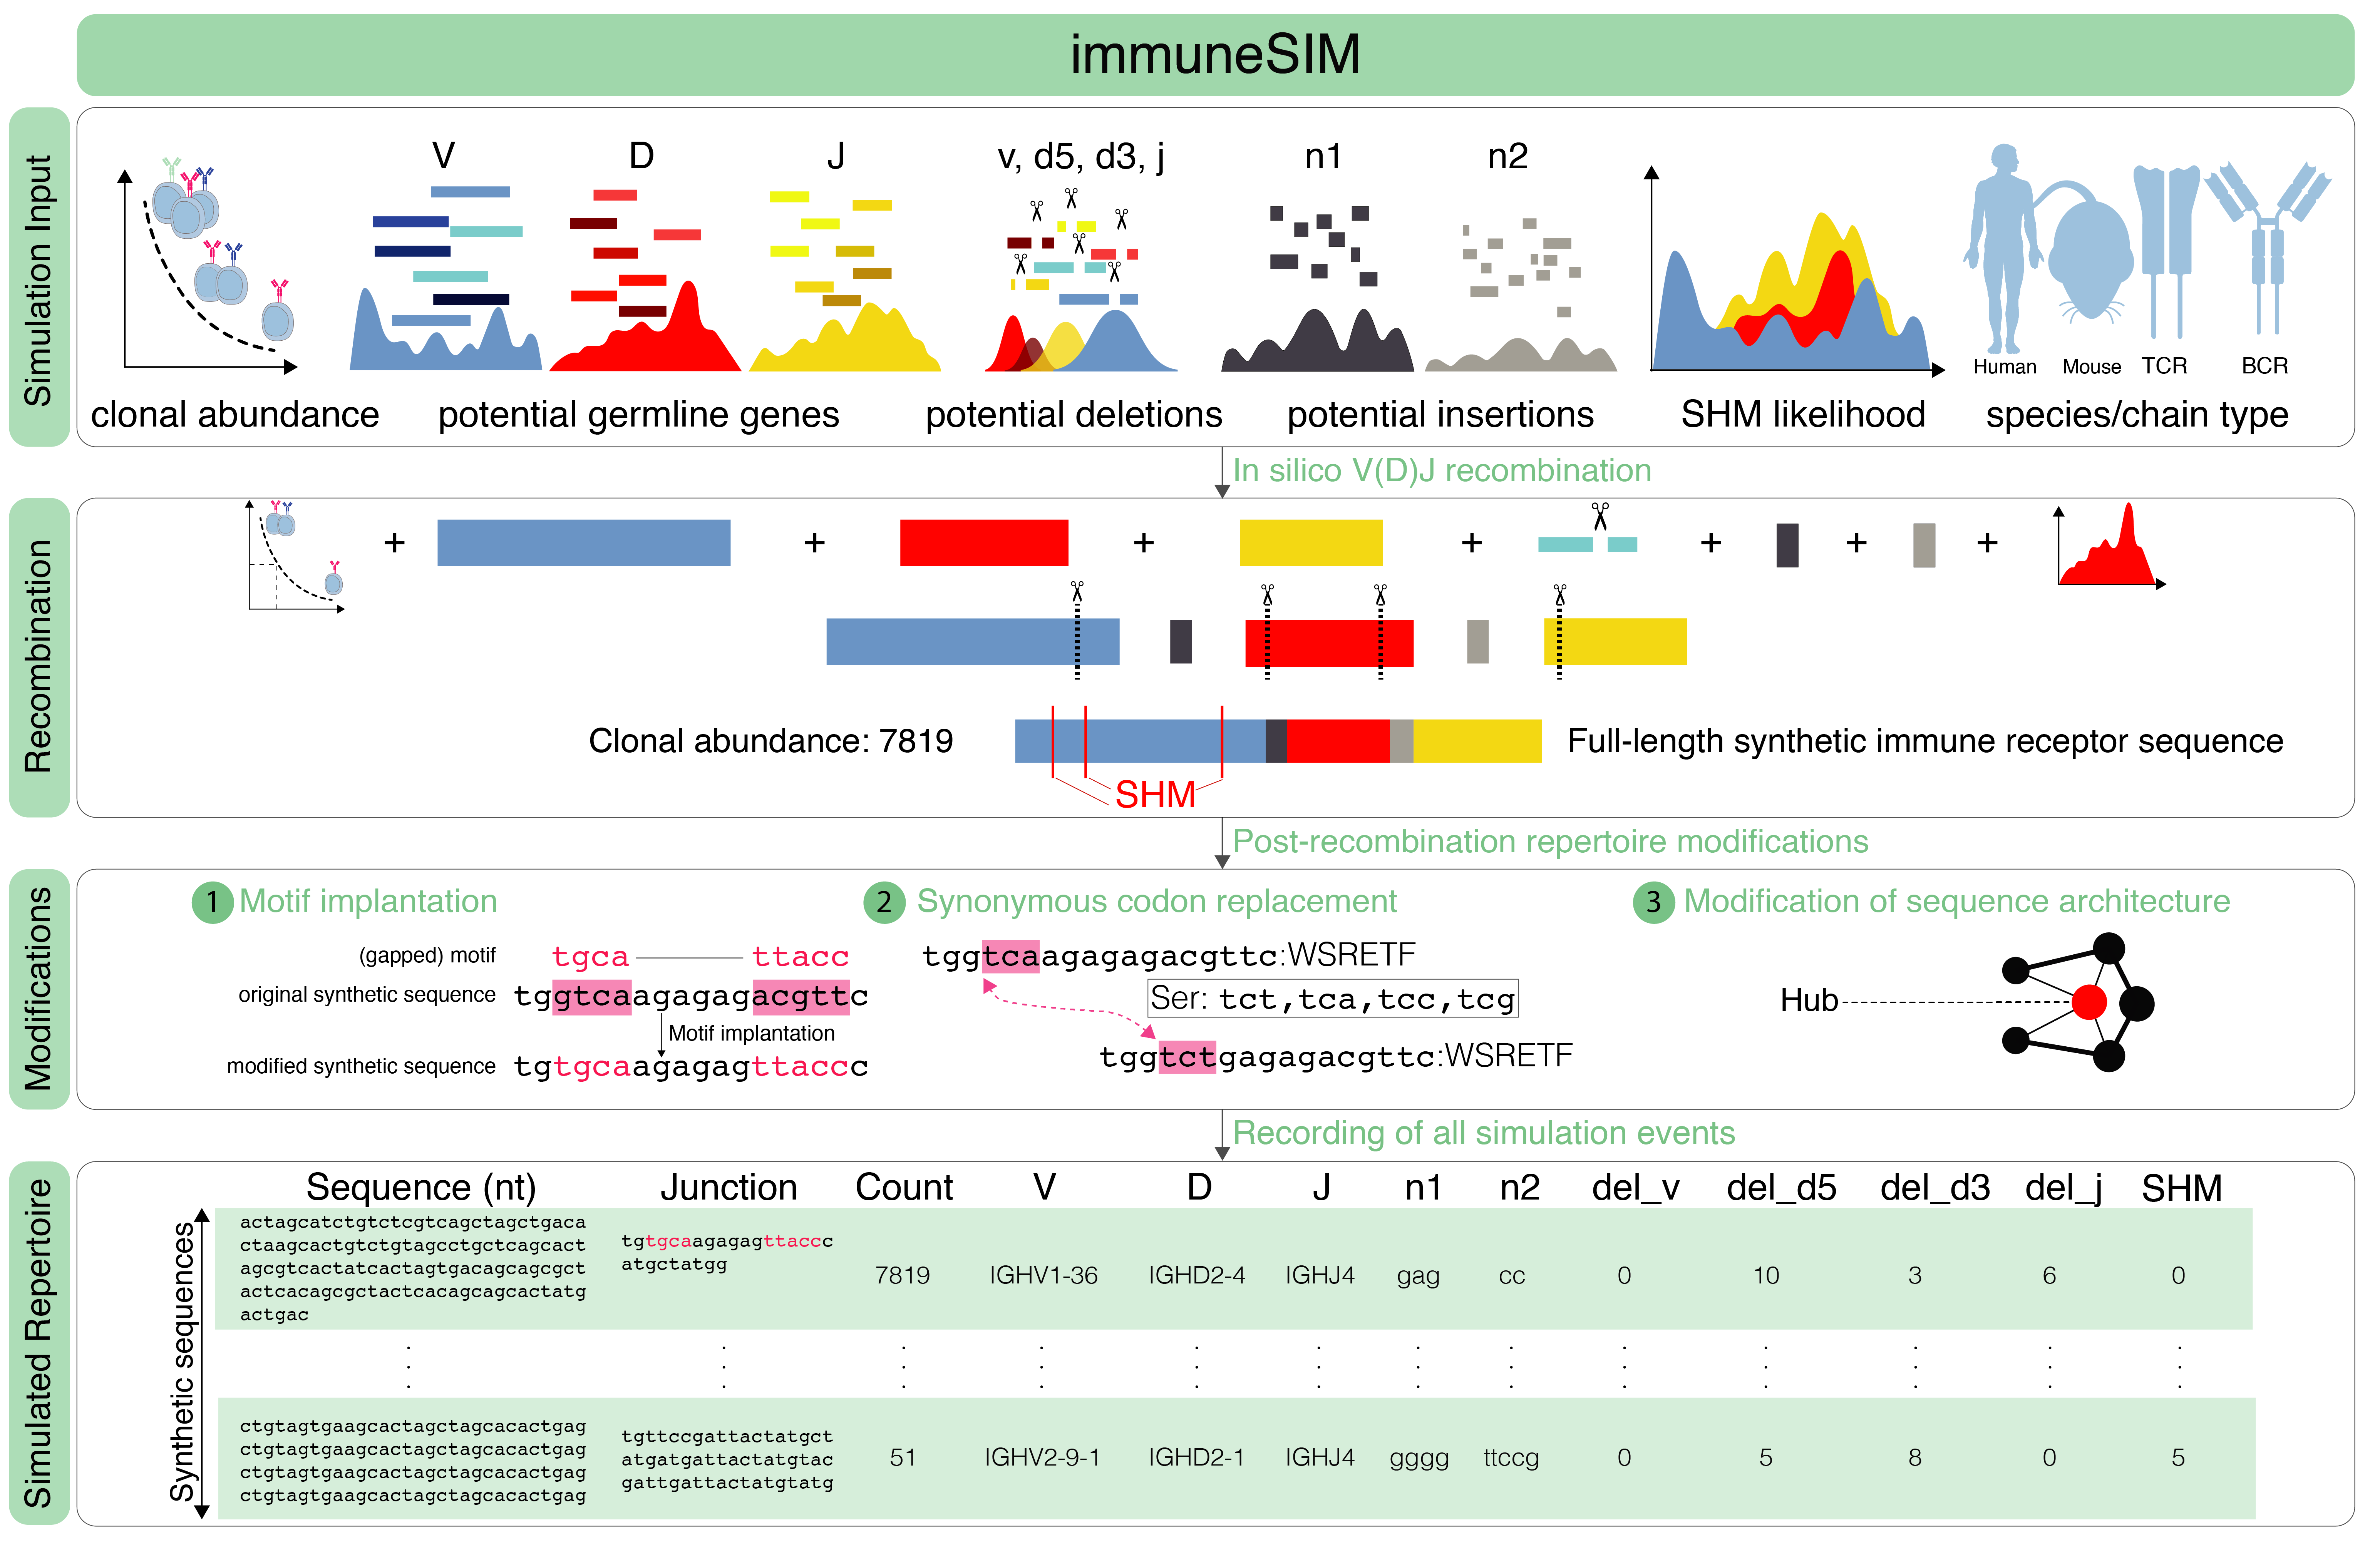 immuneSIM
Simulation Input
V
D
J
v, d5, d3, j
n1
n2
Human
Mouse
TCR
BCR
clonal abundance
potential germline genes
potential deletions
potential insertions
SHM likelihood
species/chain type
In silico V(D)J recombination
Recombination
+ + + + + + +
Clonal abundance: 7819
Full-length synthetic immune receptor sequence
SHM
Post-recombination repertoire modifications
Modifications
1 Motif implantation
(gapped) motif tgca ttacc
original synthetic sequence tggtcaagagagacgttc
Motif implantation
modified synthetic sequence tgtgcaagagagttaccc
2 Synonymous codon replacement
tggtcaagagagacgttc:WSRETF
Ser: tct,tca,tcc,tcg
tggtctgagagacgttc:WSRETF
3 Modification of sequence architecture
Hub
Recording of all simulation events
Simulated Repertoire
Synthetic sequences
Sequence (nt) Junction Count V D J n1 n2 del_v del_d5 del_d3 del_j SHM
actagcatctgtctcgtcagctagctgaca
ctaagcactgtctgtagcctgctcagcact
agcgtcactatcactagtgacagcagcgct
actcacagcgctactcacagcagcactatg
actgac
tgtgcaagagagttaccc
atgctatgg
7819 IGHV1-36 IGHD2-4 IGHJ4 gag cc 0 10 3 6 0
ctgtagtgaagcactagctagcacactgag
ctgtagtgaagcactagctagcacactgag
ctgtagtgaagcactagctagcacactgag
ctgtagtgaagcactagctagcacactgag
tgttccgattactatgct
atgatgattactatgtac
gattgattactatgtatg
51 IGHV2-9-1 IGHD2-1 IGHJ4 gggg ttccg 0 5 8 0 5